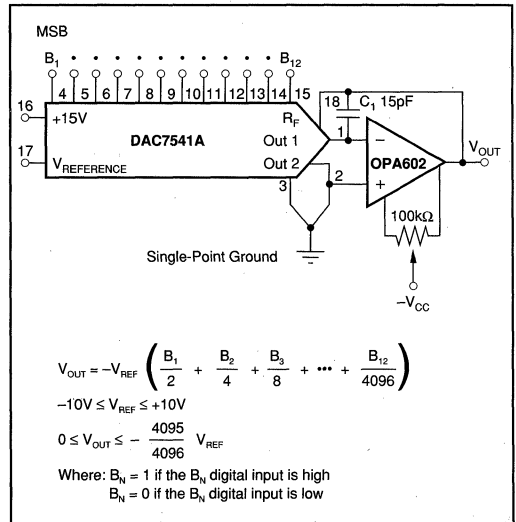 MSB
B1 · · · · · · · · · · B12
4 5 6 7 8 9 10 11 12 13 14 15
16
+15V
RF
18
C1 15pF
DAC7541A
Out 1
1
−
OPA602
VOUT
17
VREFERENCE
Out 2
2
+
3
100kΩ
Single-Point Ground
−VCC
VOUT = −VREF ( B1/2 + B2/4 + B3/8 + ••• + B12/4096 )
−10V ≤ VREF ≤ +10V
0 ≤ VOUT ≤ − 4095/4096 VREF
Where: BN = 1 if the BN digital input is high
BN = 0 if the BN digital input is low